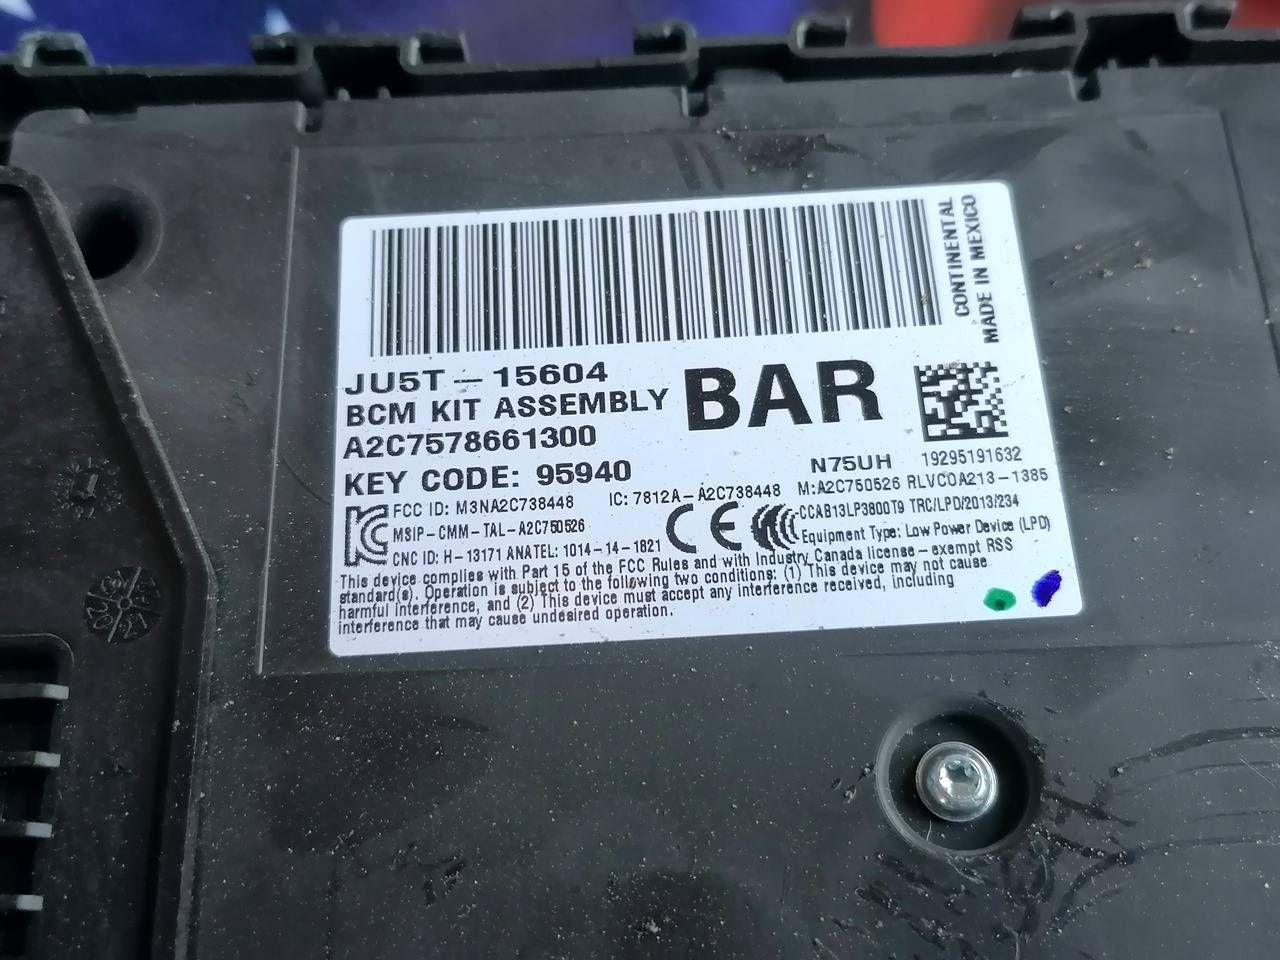 CONTINENTAL
MADE IN MEXICO
JU5T - 15604
BCM KIT ASSEMBLY
BAR
A2C7578661300
KEY CODE: 95940
N75UH
19295191632
FCC ID: M3NA2C738448
IC: 7812A-A2C738448
M:A2C750526 RLVCOA213-1385
MSIP-CMM-TAL-A2C750526
CE
CCAB13LP3800T9 TRC/LPD/2013/234
CNC ID: H-13171 ANATEL: 1014-14-1821
Equipment Type: Low Power Device (LPD)
This device complies with Part 15 of the FCC Rules and with Industry Canada license - exempt RSS
standard(s). Operation is subject to the following two conditions: (1) This device may not cause
harmful interference, and (2) This device must accept any interference received, including
interference that may cause undesired operation.